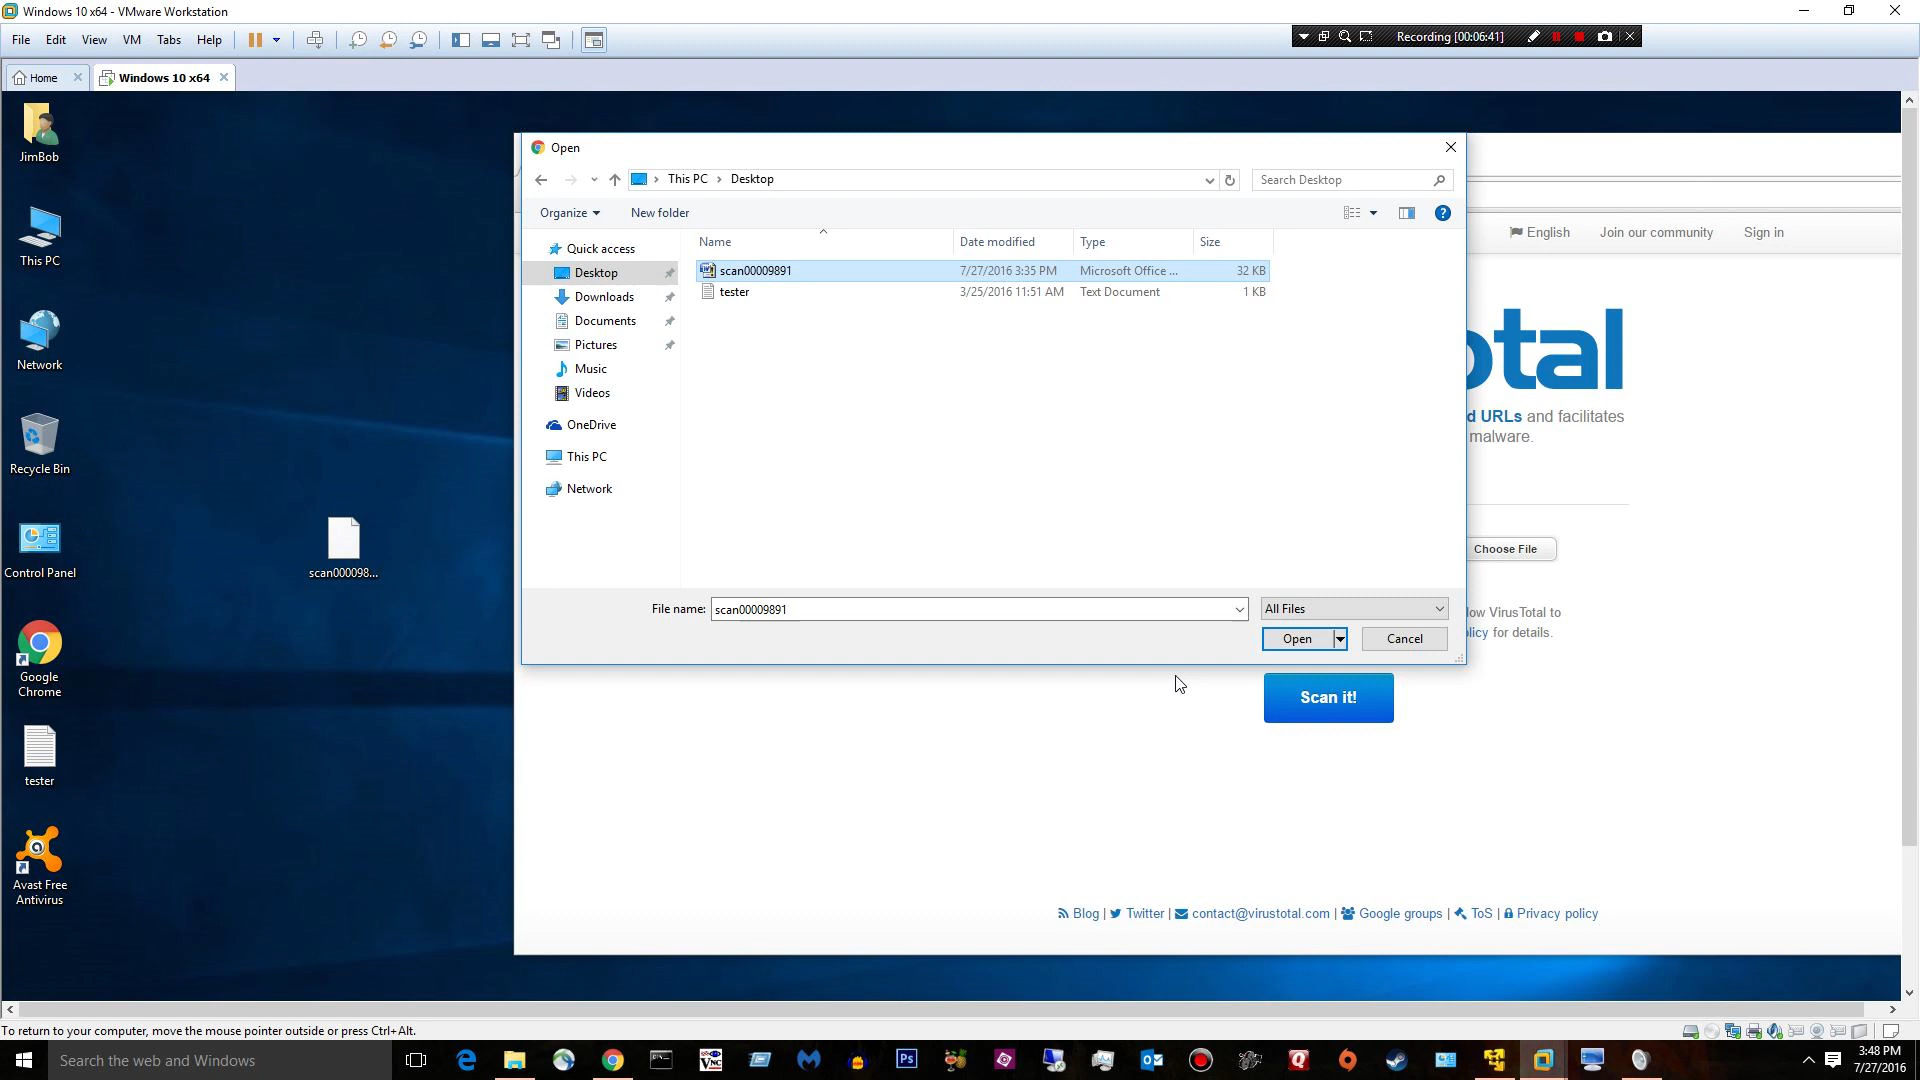 Windows 10 x64 - VMware Workstation
File Edit View VM Tabs Help
Recording [00:06:41]
Home
Windows 10 x64
JimBob
This PC
Network
Recycle Bin
Control Panel
Google
Chrome
tester
Avast Free
Antivirus
scan000098...
Open
This PC > Desktop
Search Desktop
Organize
New folder
Name Date modified Type Size
scan00009891 7/27/2016 3:35 PM Microsoft Office ... 32 KB
tester 3/25/2016 11:51 AM Text Document 1 KB
Quick access
Desktop
Downloads
Documents
Pictures
Music
Videos
OneDrive
This PC
Network
File name: scan00009891
All Files
Open
Cancel
English Join our community Sign in
otal
d URLs and facilitates
malware.
Choose File
low VirusTotal to
licy for details.
Scan it!
Blog | Twitter | contact@virustotal.com | Google groups | ToS | Privacy policy
To return to your computer, move the mouse pointer outside or press Ctrl+Alt.
Search the web and Windows
Ps
3:48 PM
7/27/2016